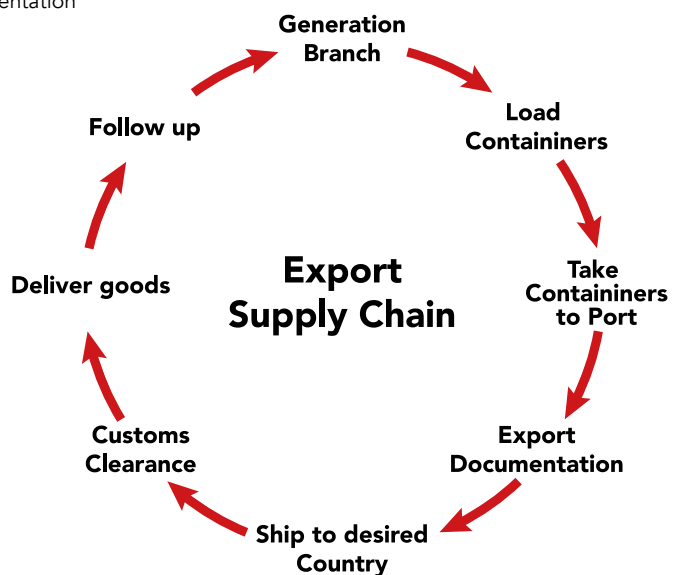 entation
Generation
Branch
Load
Containiners
Take
Containiners
to Port
Export
Documentation
Ship to desired
Country
Customs
Clearance
Deliver goods
Follow up
Export
Supply Chain